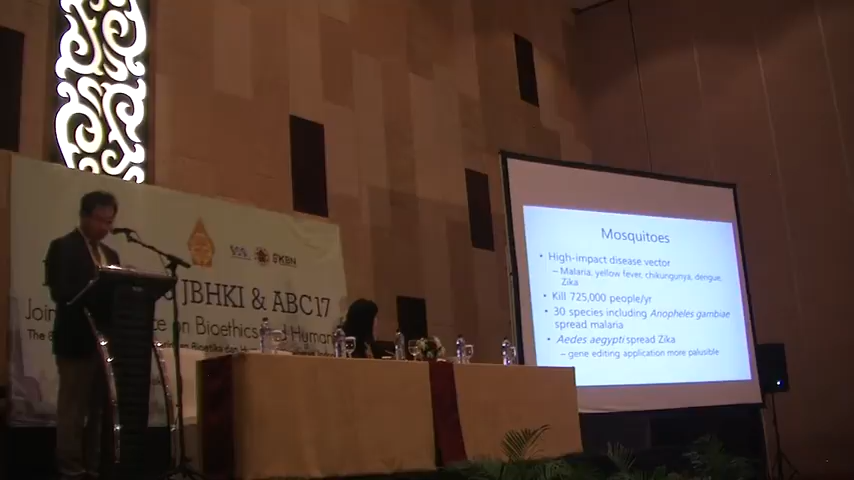 JBHKI & ABC17
on Bioethics
Human
Mosquitoes
• High-impact disease vector
– Malaria, yellow fever, chikungunya, dengue,
Zika
• Kill 725,000 people/yr
• 30 species including Anopheles gambiae
spread malaria
• Aedes aegypti spread Zika
– gene editing application more palusible